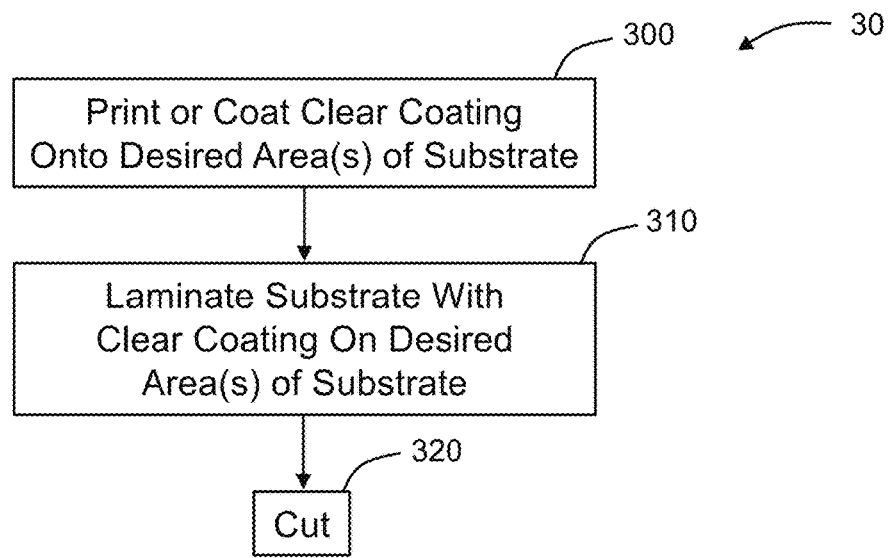 300
30
Print or Coat Clear Coating
Onto Desired Area(s) of Substrate
310
Laminate Substrate With
Clear Coating On Desired
Area(s) of Substrate
320
Cut